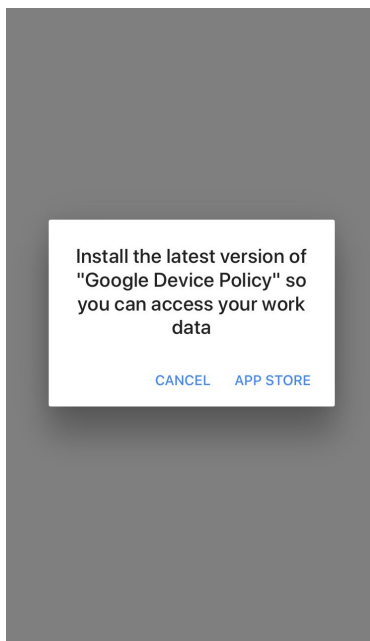 Install the latest version of
"Google Device Policy" so
you can access your work
data
CANCEL APP STORE